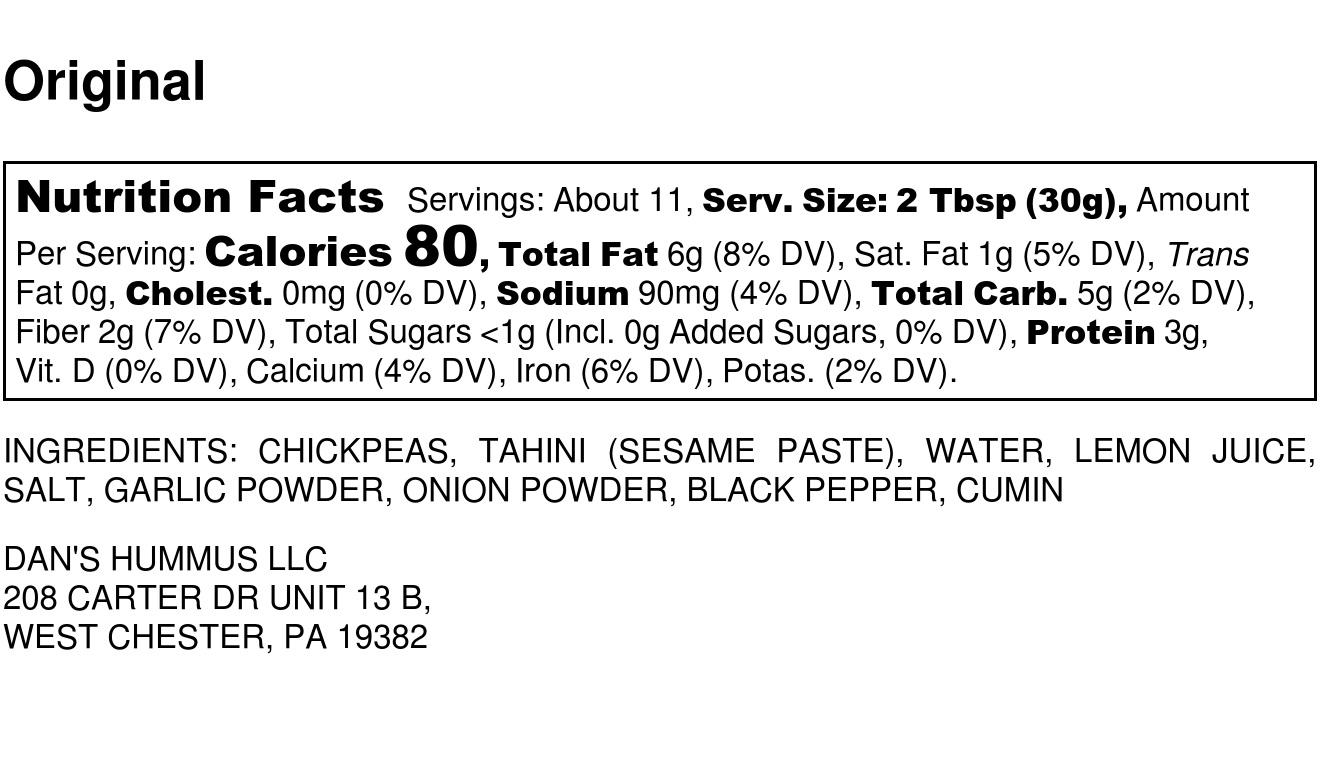 Original
Nutrition Facts Servings: About 11, Serv. Size: 2 Tbsp (30g), Amount
Per Serving: Calories 80, Total Fat 6g (8% DV), Sat. Fat 1g (5% DV), Trans
Fat 0g, Cholest. 0mg (0% DV), Sodium 90mg (4% DV), Total Carb. 5g (2% DV),
Fiber 2g (7% DV), Total Sugars <1g (Incl. 0g Added Sugars, 0% DV), Protein 3g,
Vit. D (0% DV), Calcium (4% DV), Iron (6% DV), Potas. (2% DV).
INGREDIENTS: CHICKPEAS, TAHINI (SESAME PASTE), WATER, LEMON JUICE,
SALT, GARLIC POWDER, ONION POWDER, BLACK PEPPER, CUMIN
DAN'S HUMMUS LLC
208 CARTER DR UNIT 13 B,
WEST CHESTER, PA 19382